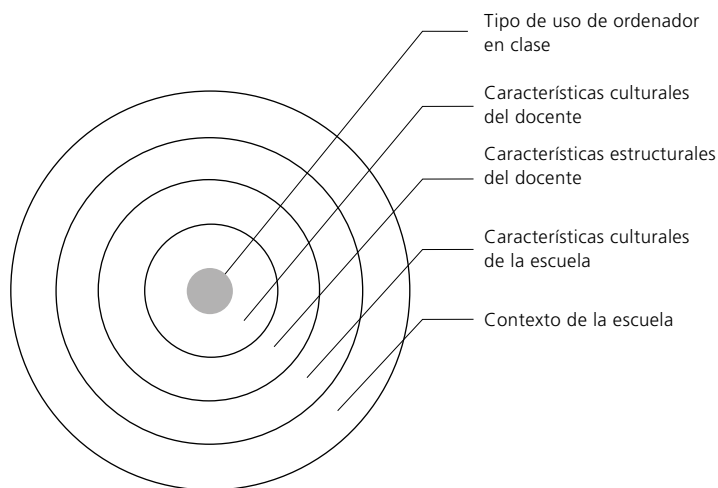 Tipo de uso de ordenador
en clase
Características culturales
del docente
Características estructurales
del docente
Características culturales
de la escuela
Contexto de la escuela